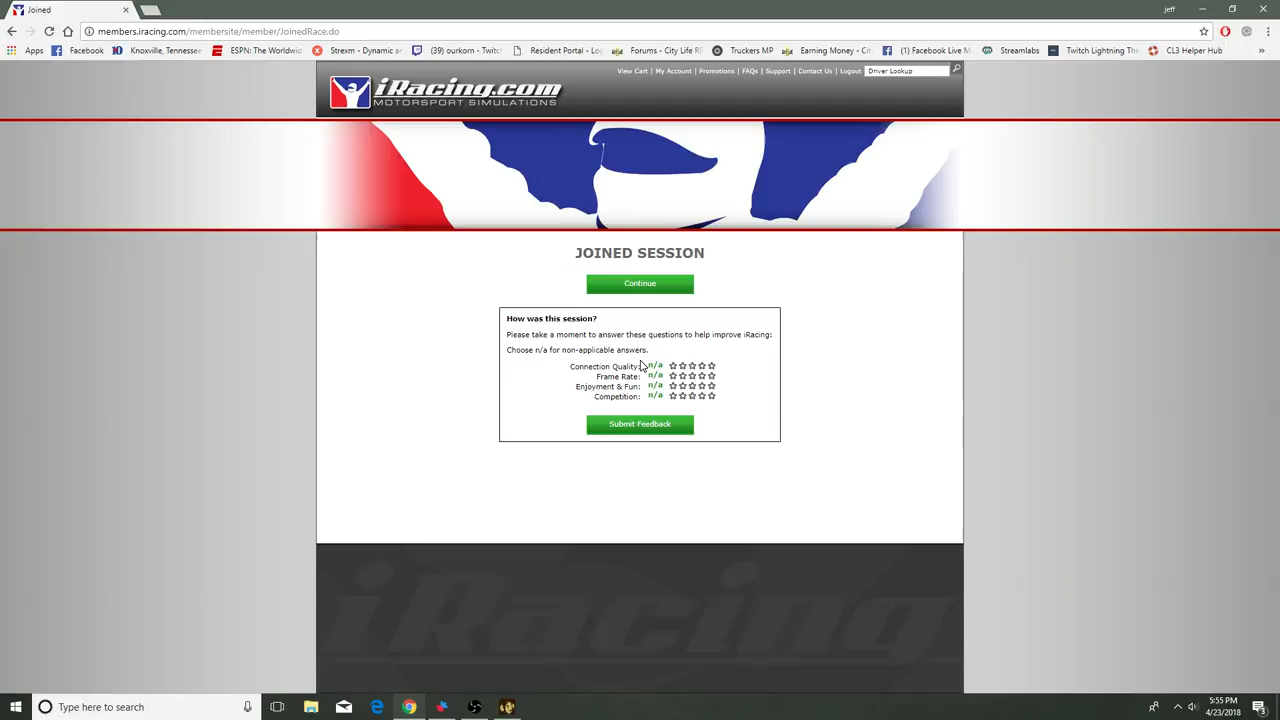 Joined
jeff
members.iracing.com/membersite/member/JoinedRace.do
Apps Facebook Knoxville, Tennessee ESPN: The Worldwi Strexm - Dynamic ar (39) ourkorn - Twitch Resident Portal - Log Forums - City Life R Truckers MP Earning Money - Cit (1) Facebook Live M Streamlabs Twitch Lightning The CL3 Helper Hub »
View Cart | My Account | Promotions | FAQs | Support | Contact Us | Logout Driver Lookup
iRacing.com
MOTORSPORT SIMULATIONS
JOINED SESSION
Continue
How was this session?
Please take a moment to answer these questions to help improve iRacing:
Choose n/a for non-applicable answers.
Connection Quality: n/a
Frame Rate: n/a
Enjoyment & Fun: n/a
Competition: n/a
Submit Feedback
iRacing
Type here to search
5:55 PM
4/23/2018
3